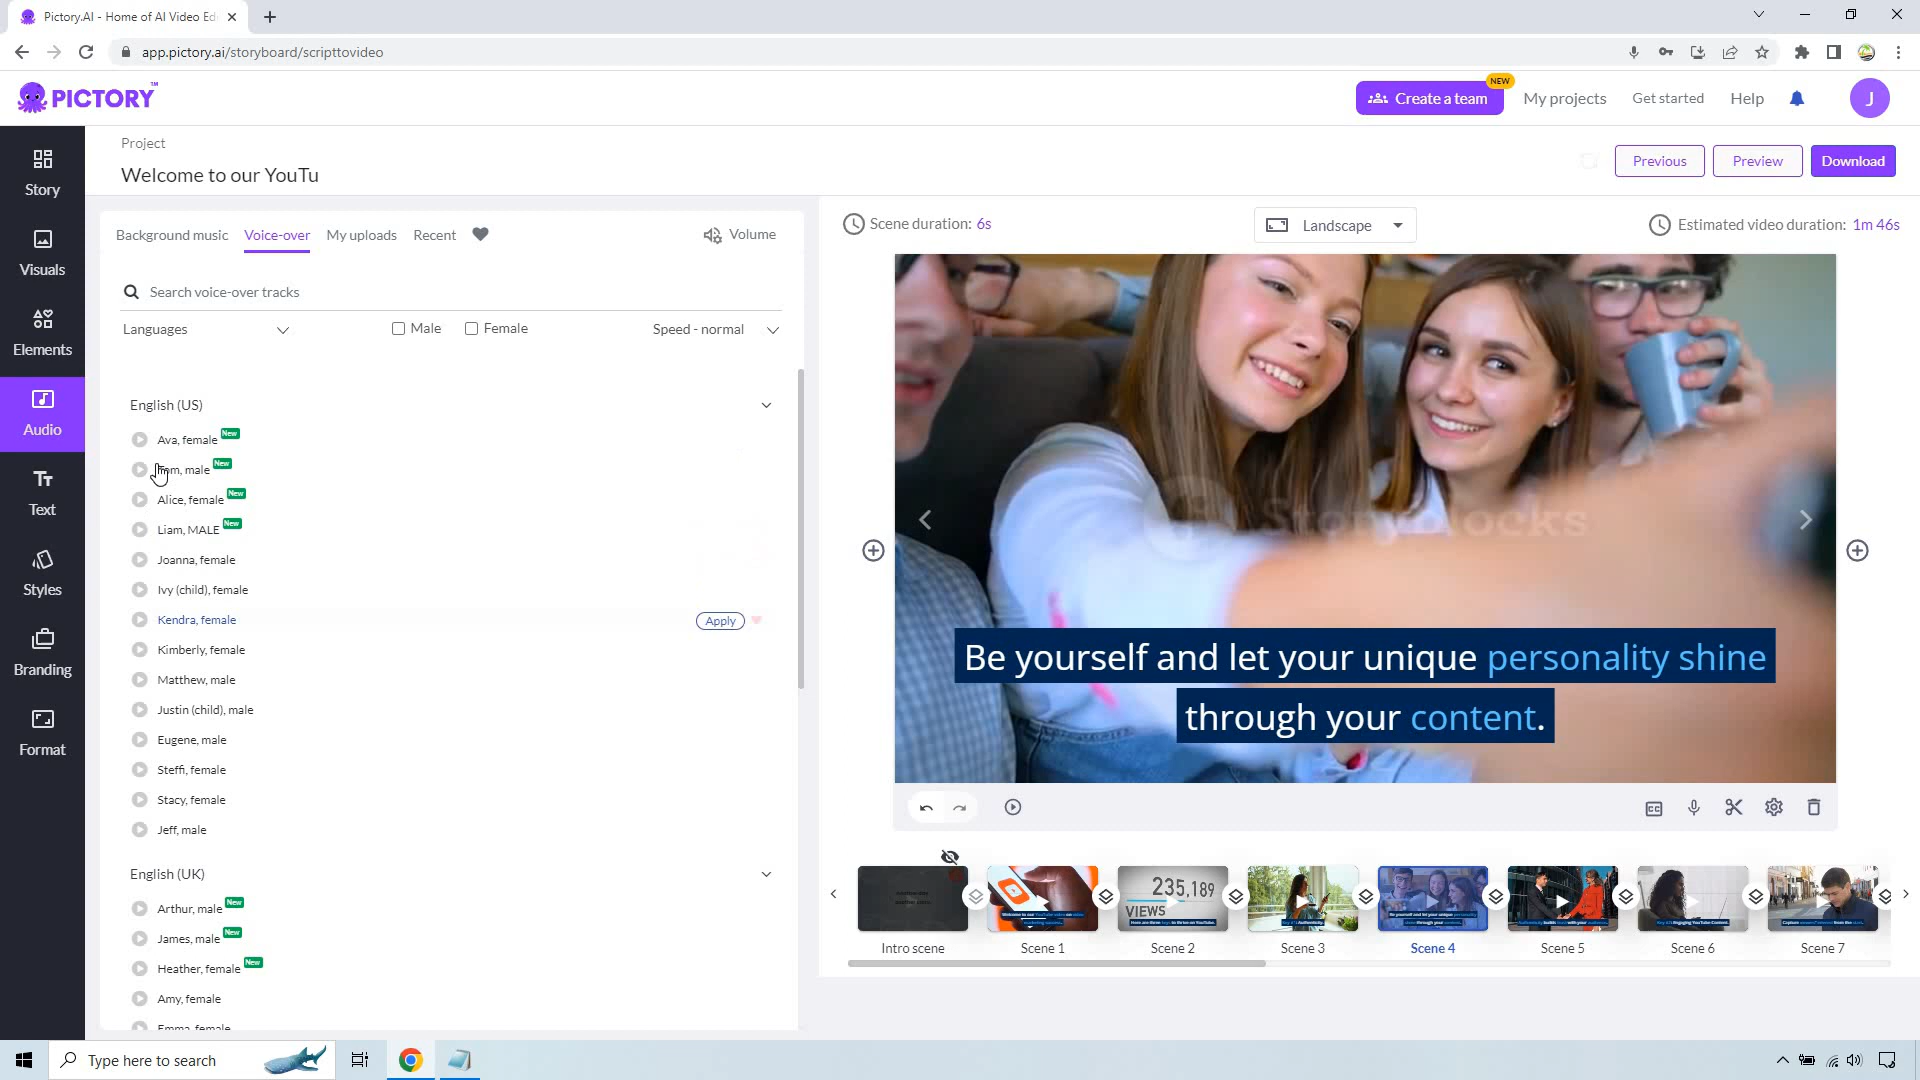 Pictory.AI - Home of AI Video Ed
app.pictory.ai/storyboard/scripttovideo
PICTORY™
NEW
Create a team
My projects
Get started
Help
J
Project
Welcome to our YouTu
Previous
Preview
Download
Story
Visuals
Elements
Audio
Text
Styles
Branding
Format
Background music
Voice-over
My uploads
Recent
Volume
Search voice-over tracks
Languages
Male
Female
Speed - normal
English (US)
Ava, female New
male New
Alice, female New
Liam, MALE New
Joanna, female
Ivy (child), female
Kendra, female
Apply
Kimberly, female
Matthew, male
Justin (child), male
Eugene, male
Steffi, female
Stacy, female
Jeff, male
English (UK)
Arthur, male New
James, male New
Heather, female New
Amy, female
Emma, female
Scene duration: 6s
Landscape
Estimated video duration: 1m 46s
Storyblocks
Be yourself and let your unique personality shine
through your content.
CC
235,189
VIEWS
Intro scene
Scene 1
Scene 2
Scene 3
Scene 4
Scene 5
Scene 6
Scene 7
Type here to search